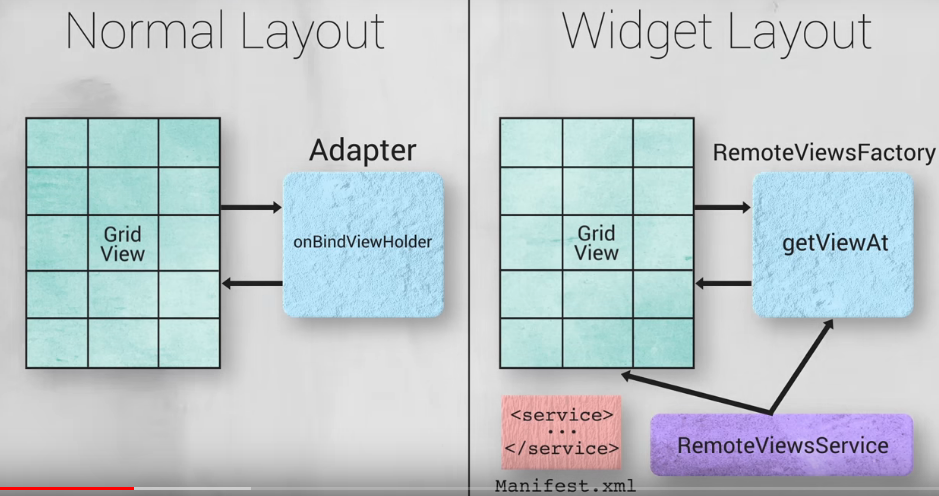 Normal Layout
Grid
View
Adapter
onBindViewHolder
Widget Layout
Grid
View
RemoteViewsFactory
getViewAt
<service>
...
</service>
Manifest.xml
RemoteViewsService